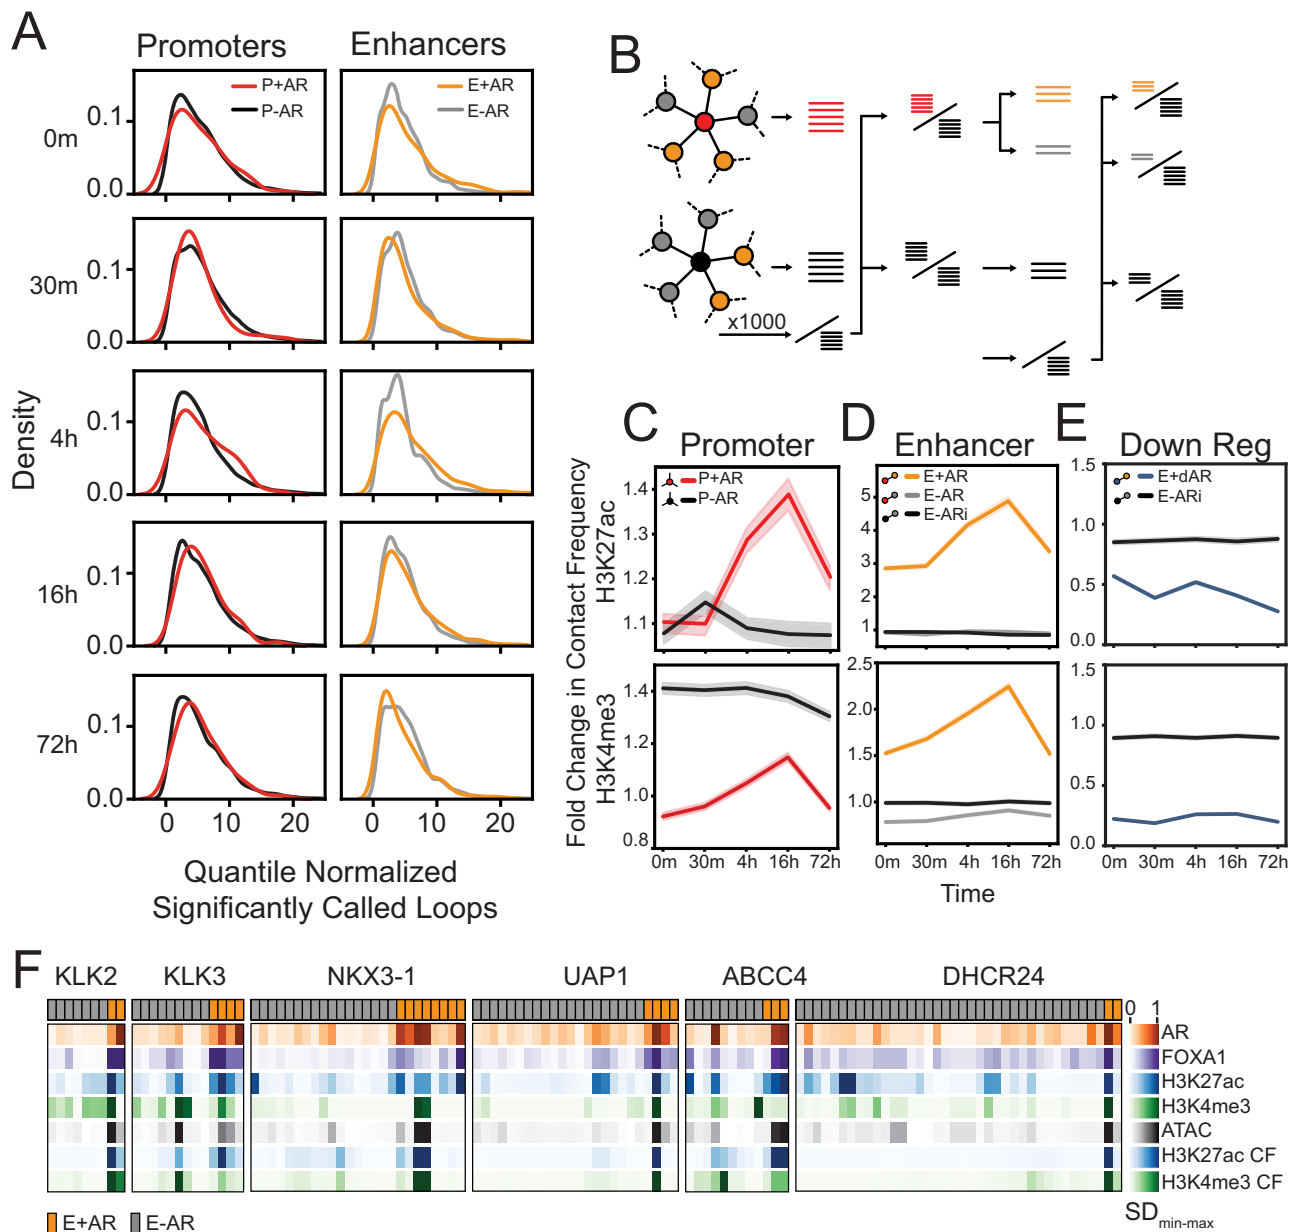 A
Promoters
Enhancers
P+AR
P-AR
E+AR
E-AR
0m
0.1
0.0
30m
0.1
0.0
4h
0.1
0.0
16h
0.1
0.0
72h
0.1
0.0
Density
0
10
20
0
10
20
Quantile Normalized
Significantly Called Loops
B
x1000
C
Promoter
P+AR
P-AR
1.4
1.3
1.2
1.1
1.4
1.2
1.0
0.8
Fold Change in Contact Frequency
H3K27ac
H3K4me3
0m
30m
4h
16h
72h
D
Enhancer
E+AR
E-AR
E-ARi
5
4
3
2
1
2.5
2.0
1.5
1.0
0m
30m
4h
16h
72h
Time
E
Down Reg
E+dAR
E-ARi
1.5
1.0
0.5
0.0
1.5
1.0
0.5
0.0
0m
30m
4h
16h
72h
F
KLK2
KLK3
NKX3-1
UAP1
ABCC4
DHCR24
0
1
AR
FOXA1
H3K27ac
H3K4me3
ATAC
H3K27ac CF
H3K4me3 CF
SDmin-max
E+AR
E-AR